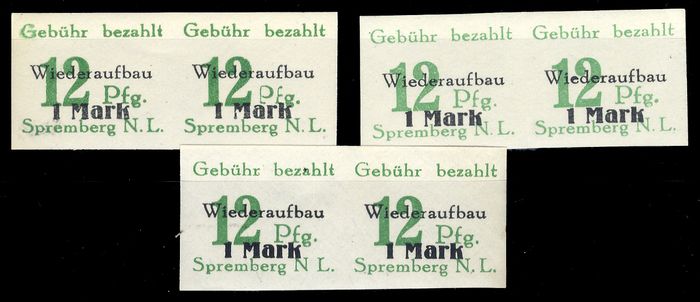 Gebühr bezahlt Gebühr bezahlt
Wiederaufbau Wiederaufbau
12 Pfg. 12 Pfg.
1 Mark 1 Mark
Spremberg N.L. Spremberg N.L.
Gebühr bezahlt Gebühr bezahlt
Wiederaufbau Wiederaufbau
12 Pfg. 12 Pfg.
1 Mark 1 Mark
Spremberg N.L. Spremberg N.L.
Gebühr bezahlt Gebühr bezahlt
Wiederaufbau Wiederaufbau
12 Pfg. 12 Pfg.
1 Mark 1 Mark
Spremberg N.L. Spremberg N.L.